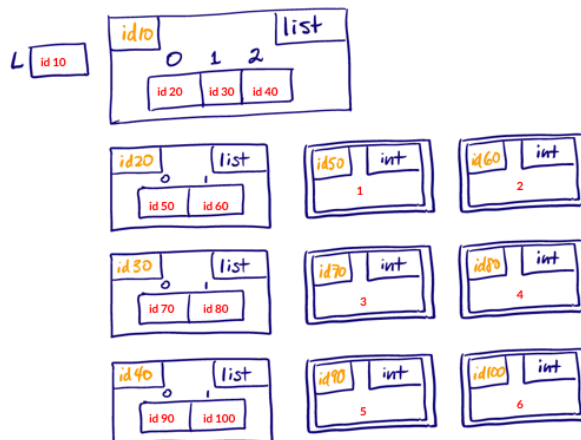 id10 list
0 1 2
L id 10
id 20 id 30 id 40
id20 list
0 1
id 50 id 60
id50 int
1
id60 int
2
id30 list
0 1
id 70 id 80
id70 int
3
id80 int
4
id40 list
0 1
id 90 id 100
id90 int
5
id100 int
6